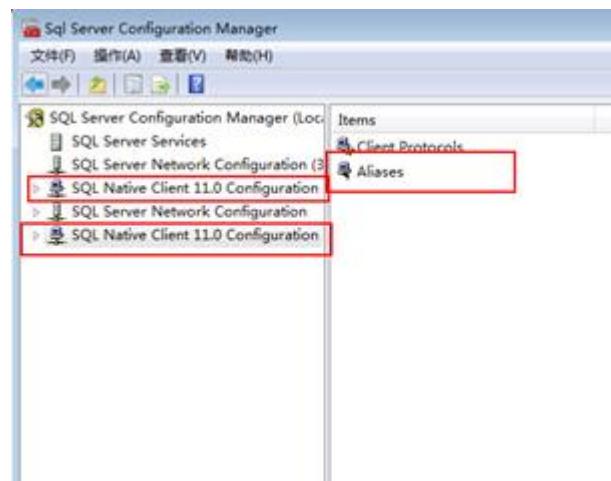 Sql Server Configuration Manager
文件(F) 操作(A) 查看(V) 帮助(H)
SQL Server Configuration Manager (Loca
SQL Server Services
SQL Server Network Configuration (3
SQL Native Client 11.0 Configuration
SQL Server Network Configuration
SQL Native Client 11.0 Configuration
Items
Client Protocols
Aliases